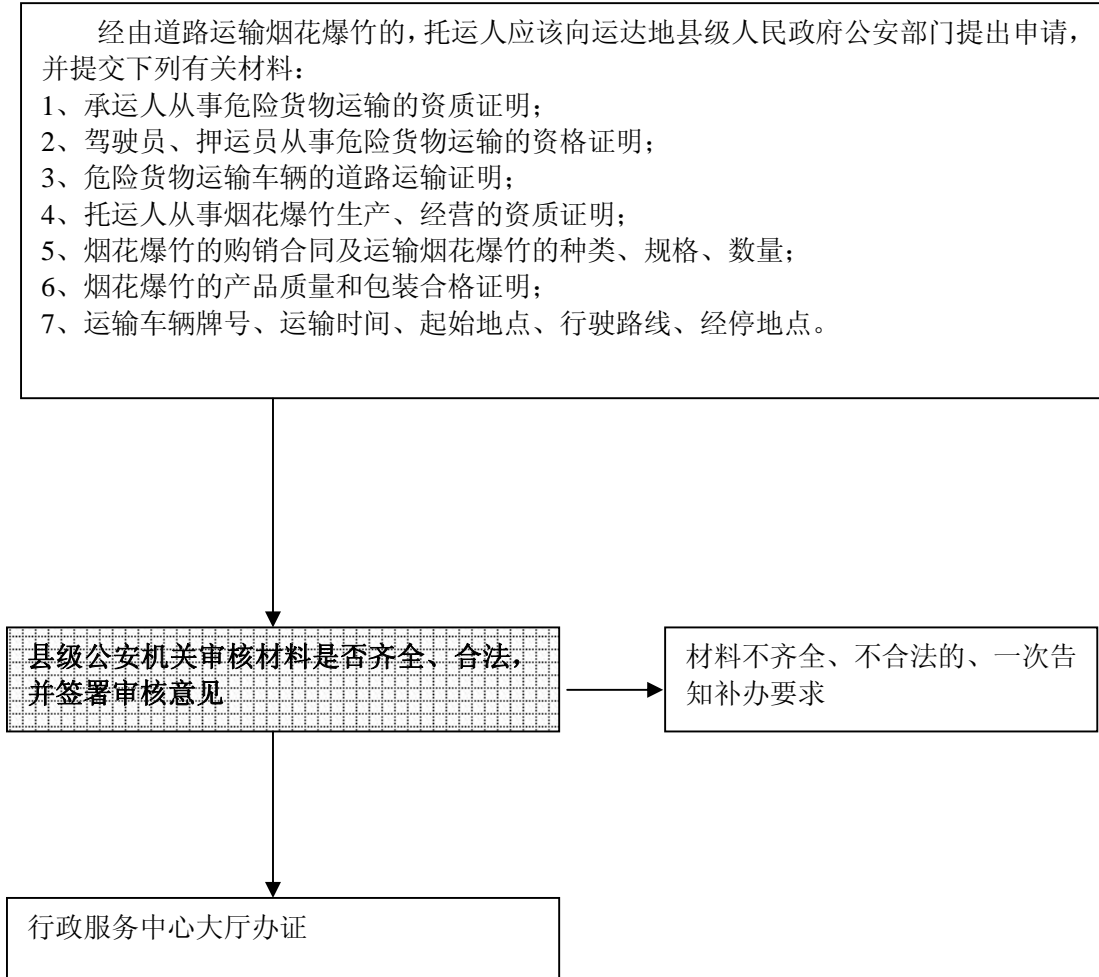 经由道路运输烟花爆竹的，托运人应该向运达地县级人民政府公安部门提出申请，
并提交下列有关材料：
1、承运人从事危险货物运输的资质证明；
2、驾驶员、押运员从事危险货物运输的资格证明；
3、危险货物运输车辆的道路运输证明；
4、托运人从事烟花爆竹生产、经营的资质证明；
5、烟花爆竹的购销合同及运输烟花爆竹的种类、规格、数量；
6、烟花爆竹的产品质量和包装合格证明；
7、运输车辆牌号、运输时间、起始地点、行驶路线、经停地点。
县级公安机关审核材料是否齐全、合法，
并签署审核意见
材料不齐全、不合法的、一次告
知补办要求
行政服务中心大厅办证